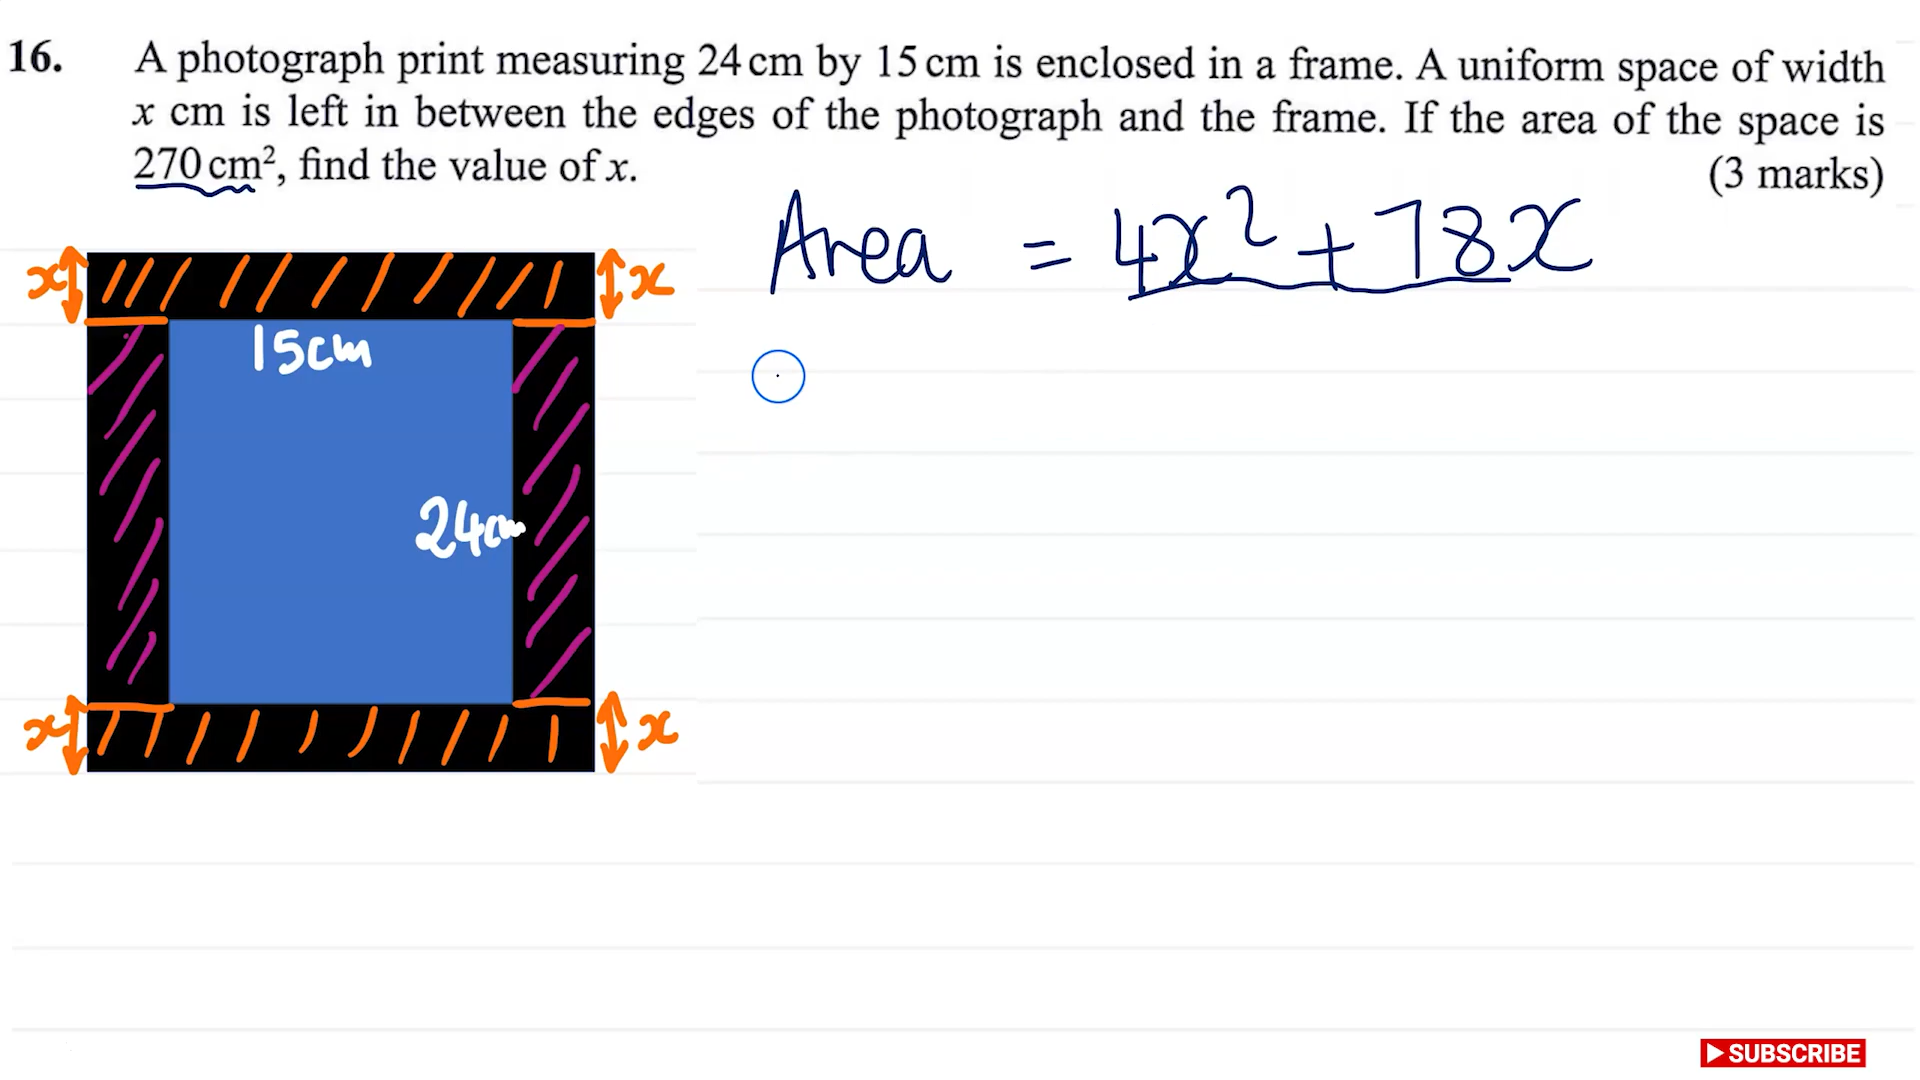 16. A photograph print measuring 24 cm by 15 cm is enclosed in a frame. A uniform space of width
x cm is left in between the edges of the photograph and the frame. If the area of the space is
270 cm², find the value of x. (3 marks)
Area = 4x² + 78x
x x
15cm
24cm
x x
SUBSCRIBE